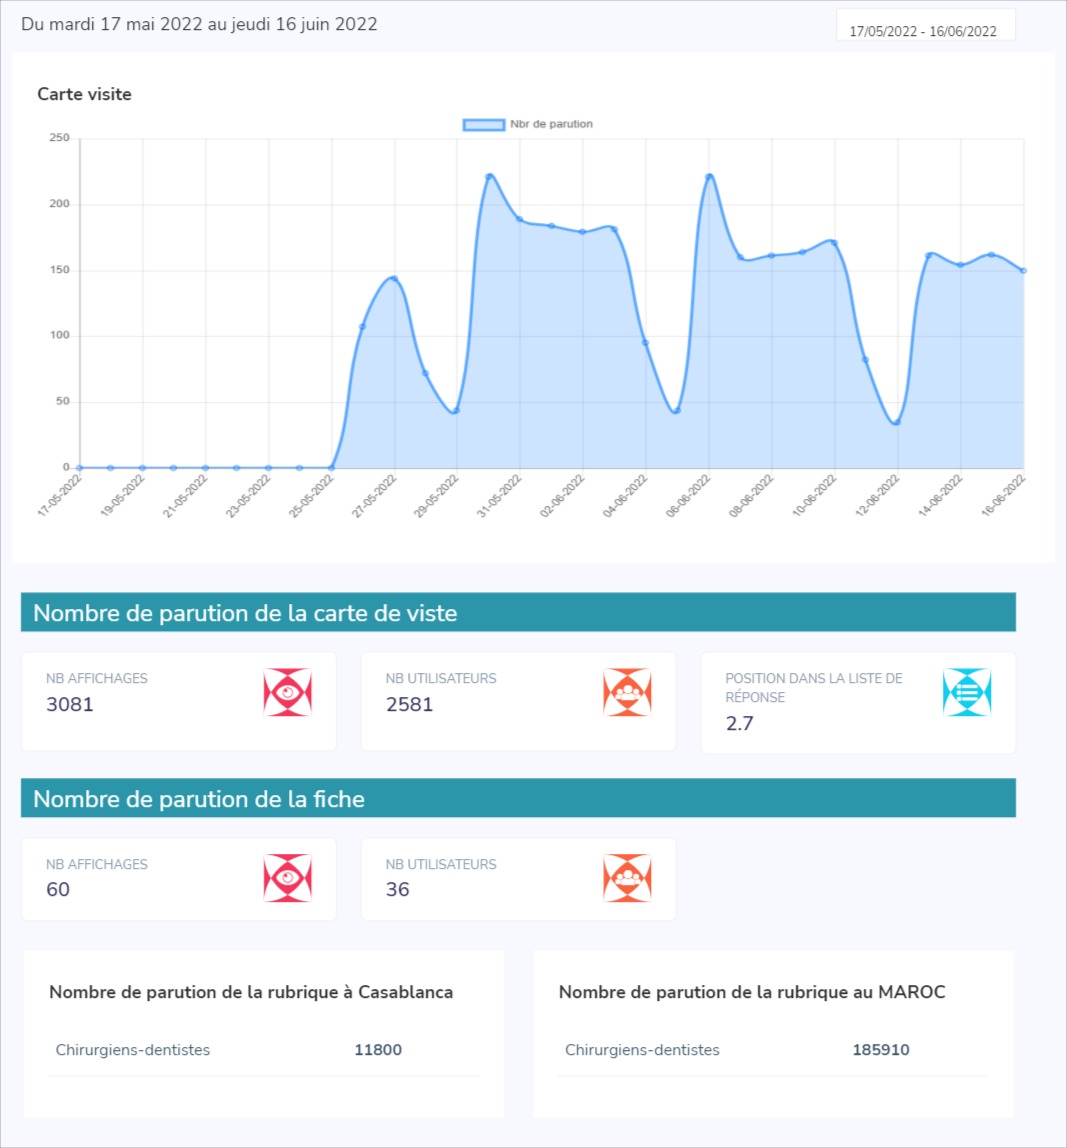 Du mardi 17 mai 2022 au jeudi 16 juin 2022
17/05/2022 - 16/06/2022
Carte visite
Nbr de parution
250
200
150
100
50
0
17-05-2022
19-05-2022
21-05-2022
23-05-2022
25-05-2022
27-05-2022
29-05-2022
31-05-2022
02-06-2022
04-06-2022
06-06-2022
08-06-2022
10-06-2022
12-06-2022
14-06-2022
16-06-2022
Nombre de parution de la carte de viste
NB AFFICHAGES
3081
NB UTILISATEURS
2581
POSITION DANS LA LISTE DE
RÉPONSE
2.7
Nombre de parution de la fiche
NB AFFICHAGES
60
NB UTILISATEURS
36
Nombre de parution de la rubrique à Casablanca
Chirurgiens-dentistes 11800
Nombre de parution de la rubrique au MAROC
Chirurgiens-dentistes 185910